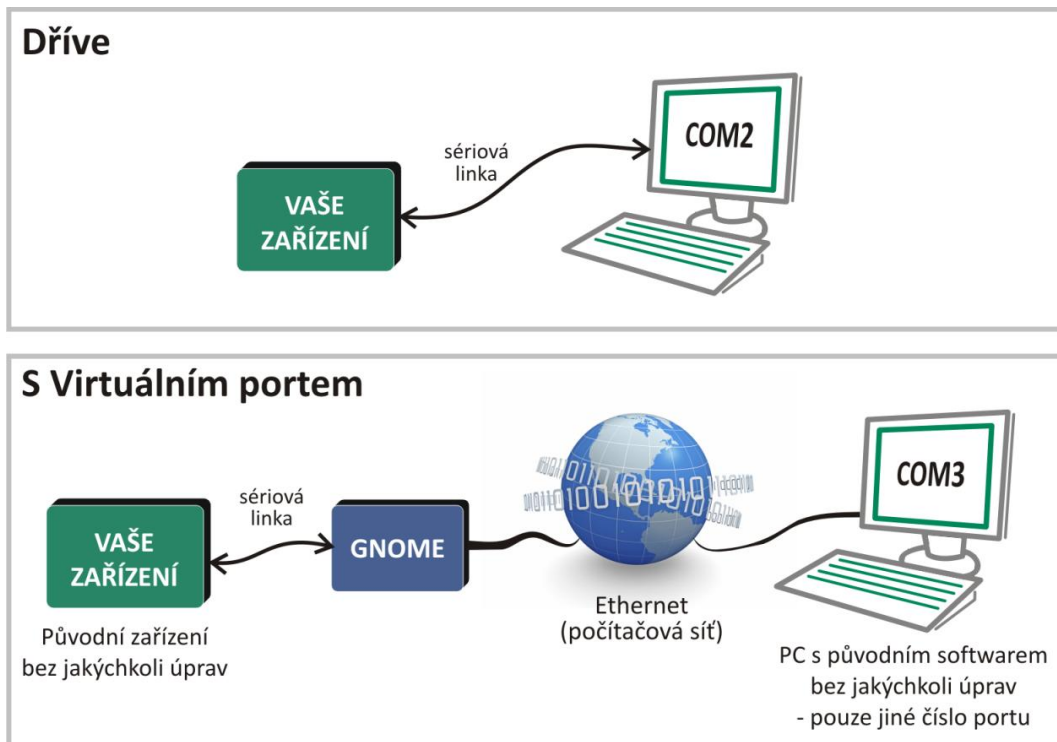 Dříve
COM2
sériová
linka
VAŠE
ZAŘÍZENÍ
S Virtuálním portem
COM3
sériová
linka
VAŠE
ZAŘÍZENÍ
GNOME
Ethernet
(počítačová síť)
Původní zařízení
bez jakýchkoli úprav
PC s původním softwarem
bez jakýchkoli úprav
- pouze jiné číslo portu